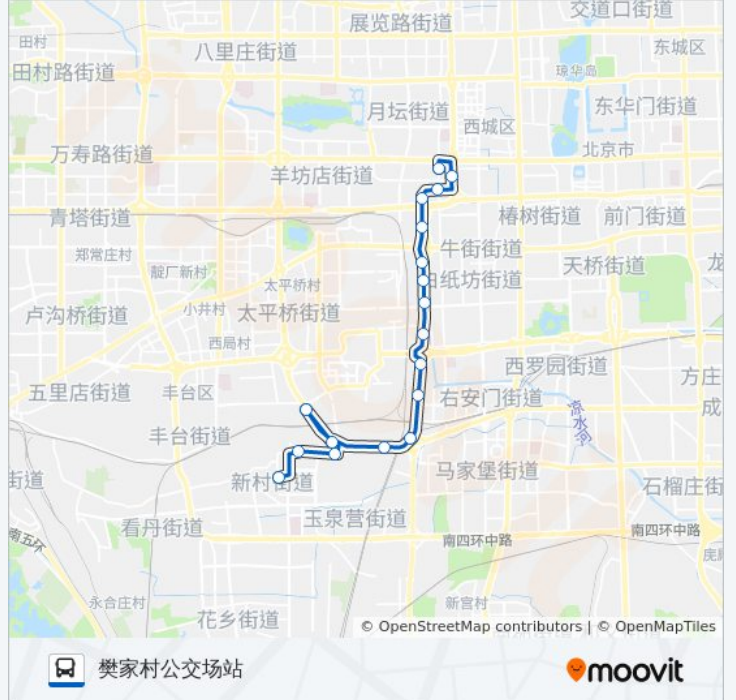 展览路街道
交道口街道
田村
八里庄街道
东城区
田村路街道
琼华岛
月坛街道
东华门街道
西城区
万寿路街道
北京市
羊坊店街道
青塔街道
椿树街道
前门街道
郑常庄村
牛街街道
天桥街道
龙
靛厂新村
白纸坊街道
太平桥村
小井村
太平桥街道
卢沟桥街道
西局村
西罗园街道
方庄
五里店街道
丰台区
右安门街道
成
凉水河
丰台街道
马家堡街道
街道
新村街道
石榴庄街
玉泉营街道
看丹街道
南四环中路
南四环中路
南五环
永合庄村
新宫村
花乡街道
© OpenStreetMap contributors | © OpenMapTiles
樊家村公交场站
moovit